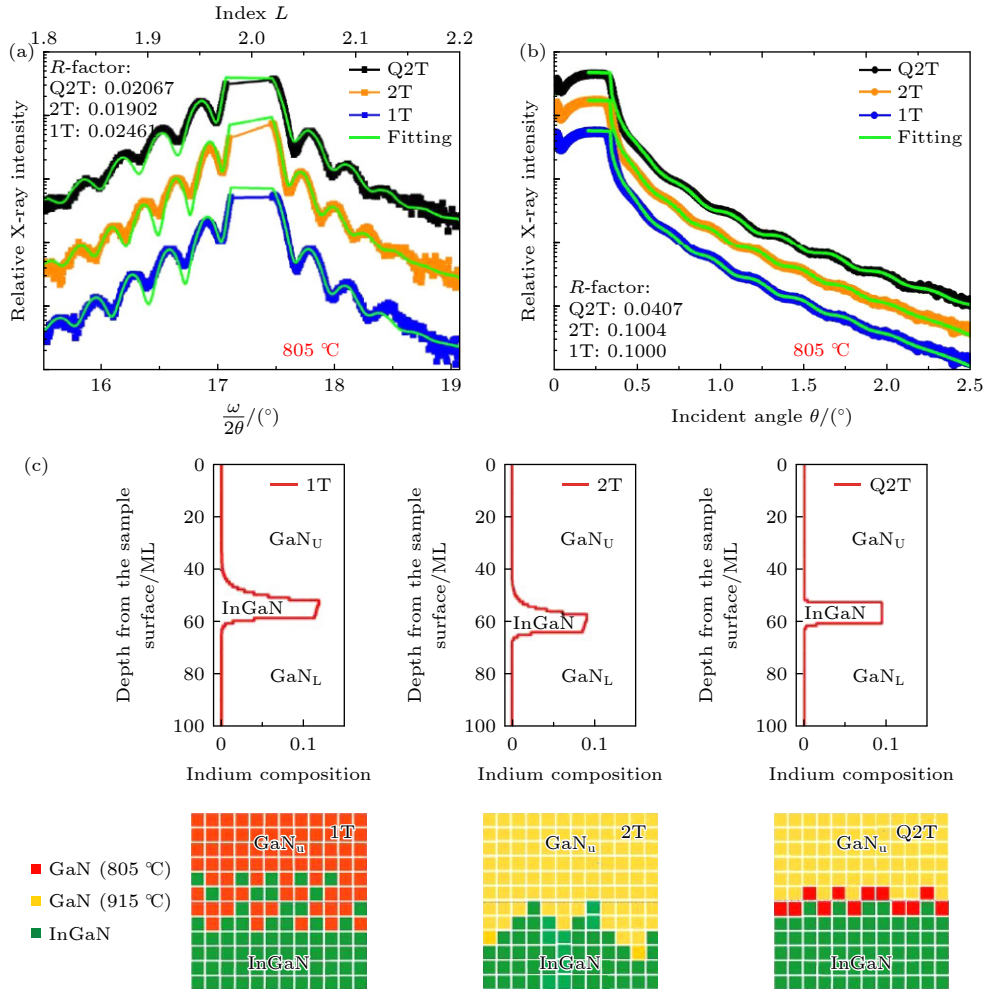 Index L
1.8 1.9 2.0 2.1 2.2
(a)
R-factor:
Q2T: 0.02067
2T: 0.01902
1T: 0.02461
Q2T
2T
1T
Fitting
Relative X-ray intensity
805 ℃
16 17 18 19
ω
2θ/(°)
(b)
Q2T
2T
1T
Fitting
Relative X-ray intensity
R-factor:
Q2T: 0.0407
2T: 0.1004
1T: 0.1000
805 ℃
0 0.5 1.0 1.5 2.0 2.5
Incident angle θ/(°)
(c)
Depth from the sample
surface/ML
0
20
40
60
80
100
1T
GaNU
InGaN
GaNL
0 0.1
Indium composition
Depth from the sample
surface/ML
0
20
40
60
80
100
2T
GaNU
InGaN
GaNL
0 0.1
Indium composition
Depth from the sample
surface/ML
0
20
40
60
80
100
Q2T
GaNU
InGaN
GaNL
0 0.1
Indium composition
GaN (805 ℃)
GaN (915 ℃)
InGaN
1T
GaNu
InGaN
2T
GaNu
InGaN
Q2T
GaNu
InGaN